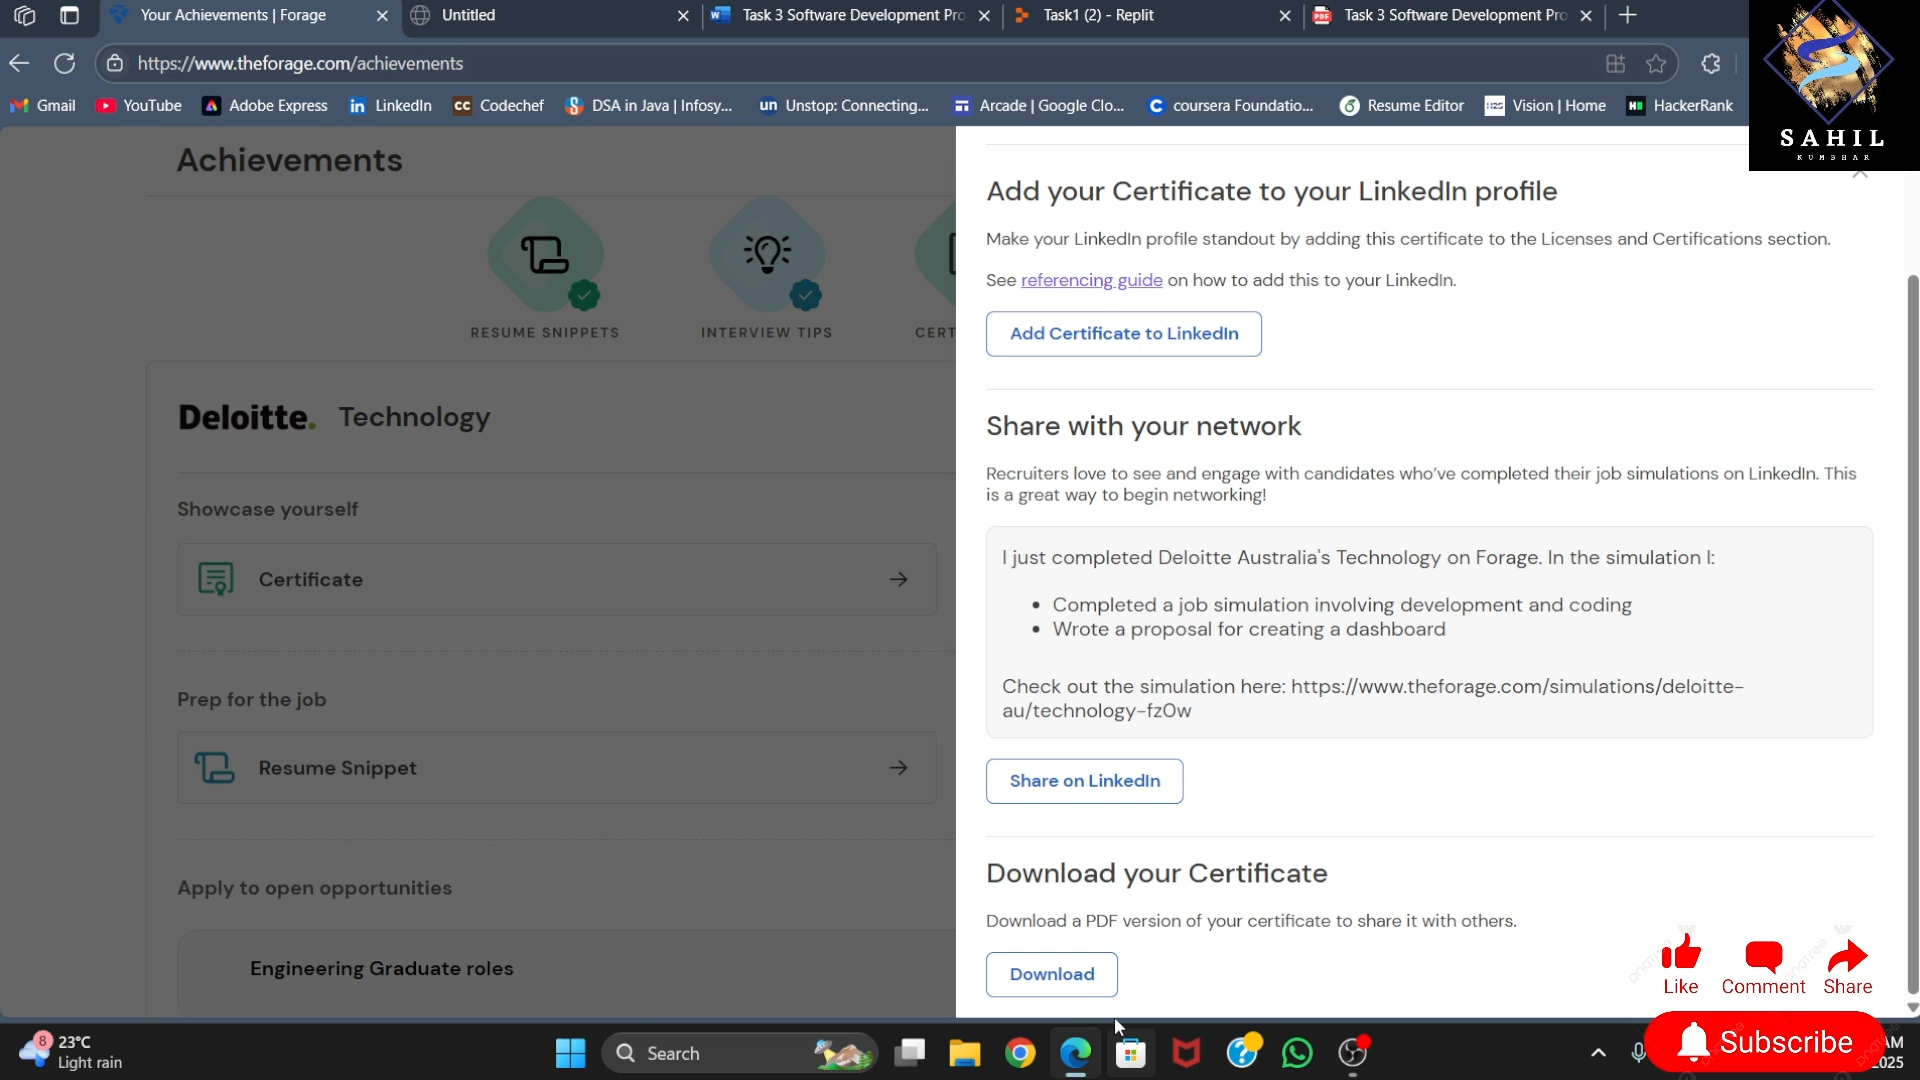 Your Achievements | Forage
Untitled
Task 3 Software Development Pro
Task1 (2) - Replit
Task 3 Software Development Pro
https://www.theforage.com/achievements
Gmail
YouTube
Adobe Express
LinkedIn
Codechef
DSA in Java | Infosy...
Unstop: Connecting...
Arcade | Google Clo...
coursera Foundatio...
Resume Editor
Vision | Home
HackerRank
SAHIL
KUMBHAR
Achievements
RESUME SNIPPETS
INTERVIEW TIPS
CERT
Deloitte. Technology
Showcase yourself
Certificate
Prep for the job
Resume Snippet
Apply to open opportunities
Engineering Graduate roles
Add your Certificate to your LinkedIn profile
Make your LinkedIn profile standout by adding this certificate to the Licenses and Certifications section.
See referencing guide on how to add this to your LinkedIn.
Add Certificate to LinkedIn
Share with your network
Recruiters love to see and engage with candidates who've completed their job simulations on LinkedIn. This
is a great way to begin networking!
I just completed Deloitte Australia's Technology on Forage. In the simulation I:
• Completed a job simulation involving development and coding
• Wrote a proposal for creating a dashboard
Check out the simulation here: https://www.theforage.com/simulations/deloitte-
au/technology-fz0w
Share on LinkedIn
Download your Certificate
Download a PDF version of your certificate to share it with others.
Download
Like
Comment
Share
Subscribe
8
23°C
Light rain
Search
AM
2025